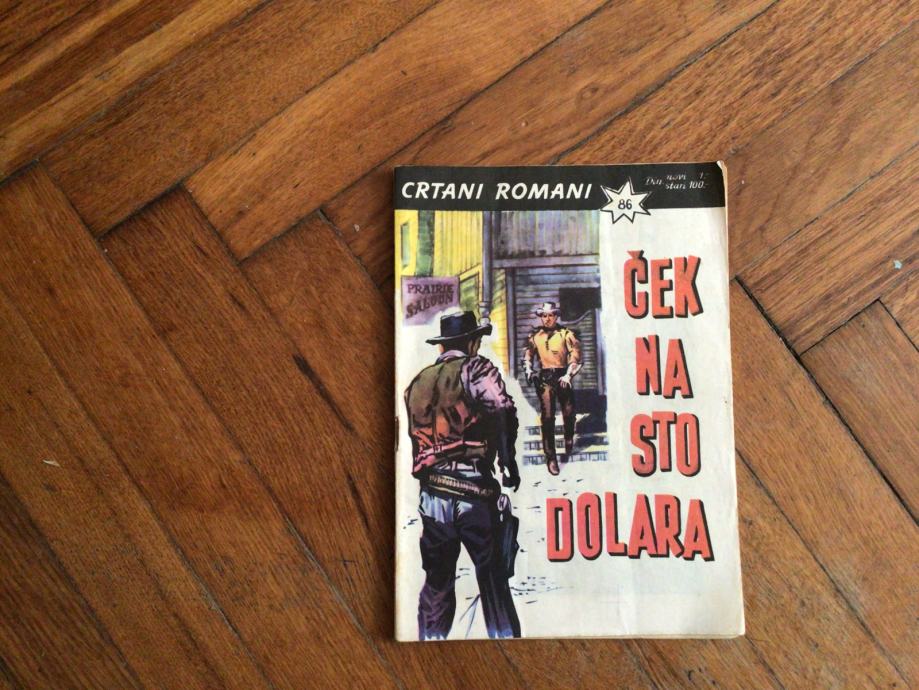 CRTANI ROMANI
86
Din. novi 1.-
stari 100.-
PRAIRIE
SALOON
ČEK
NA
STO
DOLARA